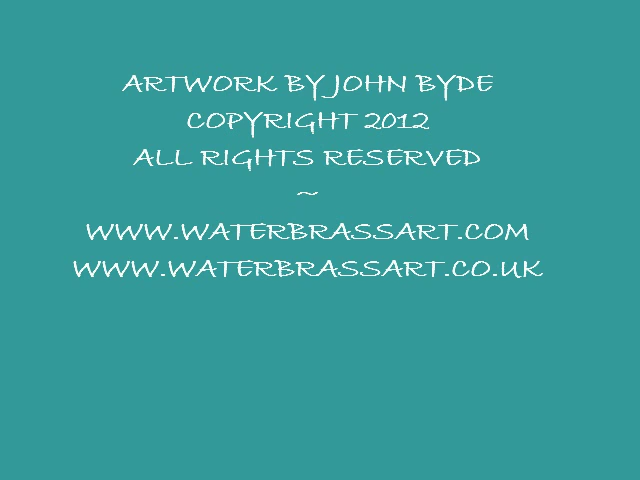 ARTWORK BY JOHN BYDE
COPYRIGHT 2012
ALL RIGHTS RESERVED
~
WWW.WATERBRASSART.COM
WWW.WATERBRASSART.CO.UK